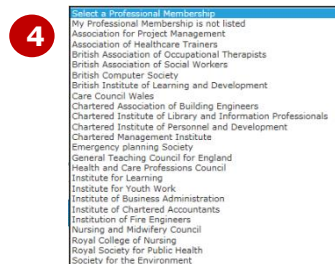 4
Select a Professional Membership
My Professional Membership is not listed
Association for Project Management
Association of Healthcare Trainers
British Association of Occupational Therapists
British Association of Social Workers
British Computer Society
British Institute of Learning and Development
Care Council Wales
Chartered Association of Building Engineers
Chartered Institute of Library and Information Professionals
Chartered Institute of Personnel and Development
Chartered Management Institute
Emergency planning Society
General Teaching Council for England
Health and Care Professions Council
Institute for Learning
Institute for Youth Work
Institute of Business Administration
Institute of Chartered Accountants
Institution of Fire Engineers
Nursing and Midwifery Council
Royal College of Nursing
Royal Society for Public Health
Society for the Environment